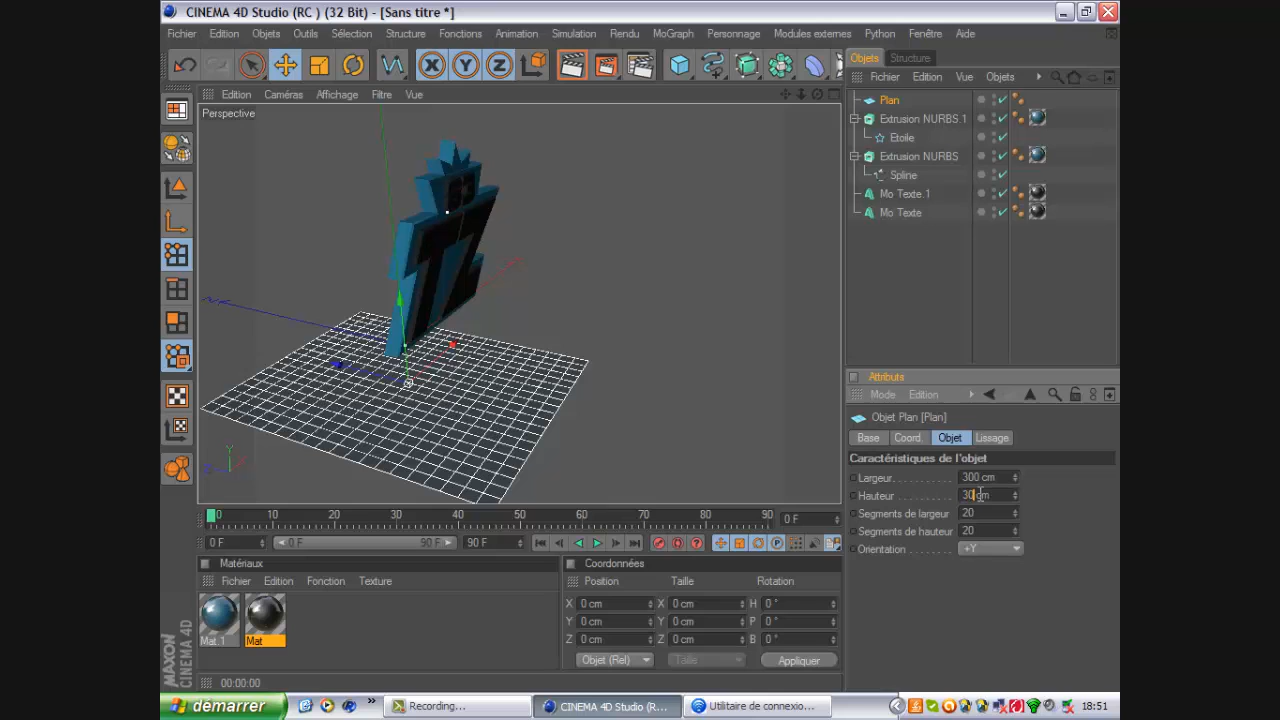 CINEMA 4D Studio (RC ) (32 Bit) - [Sans titre *]
Fichier Edition Objets Outils Sélection Structure Fonctions Animation Simulation Rendu MoGraph Personnage Modules externes Python Fenêtre Aide
Objets Structure
Fichier Edition Vue Objets
Edition Caméras Affichage Filtre Vue
Perspective
Plan
Extrusion NURBS.1
Etoile
Extrusion NURBS
Spline
Mo Texte.1
Mo Texte
Attributs
Mode Edition
Objet Plan [Plan]
Base Coord. Objet Lissage
Caractéristiques de l'objet
Largeur 300 cm
Hauteur 30 cm
Segments de largeur 20
Segments de hauteur 20
Orientation +Y
0 10 20 30 40 50 60 70 80 90 0 F
0 F 0 F 90 F 90 F
Matériaux
Fichier Edition Fonction Texture
Mat.1 Mat
Coordonnées
Position Taille Rotation
X 0 cm X 0 cm H 0 °
Y 0 cm Y 0 cm P 0 °
Z 0 cm Z 0 cm B 0 °
Objet (Rel) Taille Appliquer
MAXON
CINEMA 4D
00:00:00
démarrer Recording... CINEMA 4D Studio (R... Utilitaire de connexio... 18:51